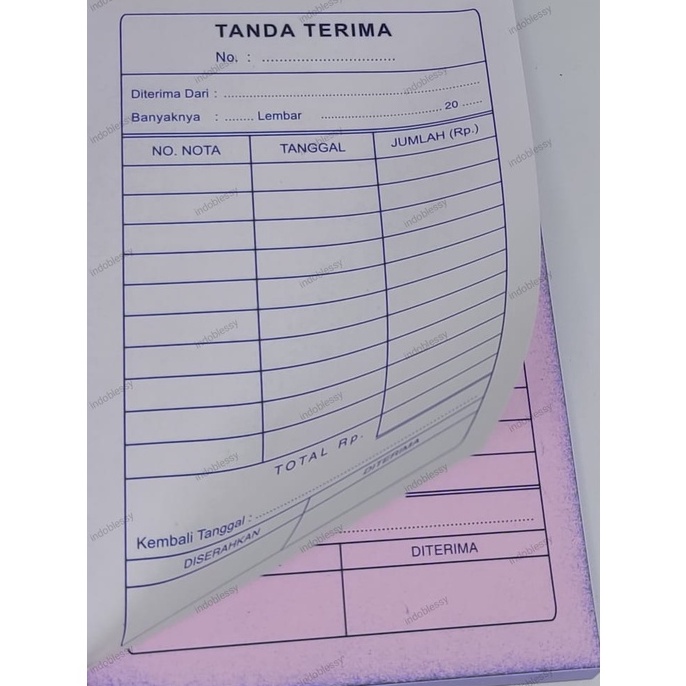 TANDA TERIMA
No. : ................................
Diterima Dari : ................................................................
Banyaknya : ........ Lembar ................................ 20 ......
NO. NOTA TANGGAL JUMLAH (Rp.)
TOTAL Rp.
Kembali Tanggal : ................................................................
DISERAHKAN DITERIMA
DITERIMA
indoblessy